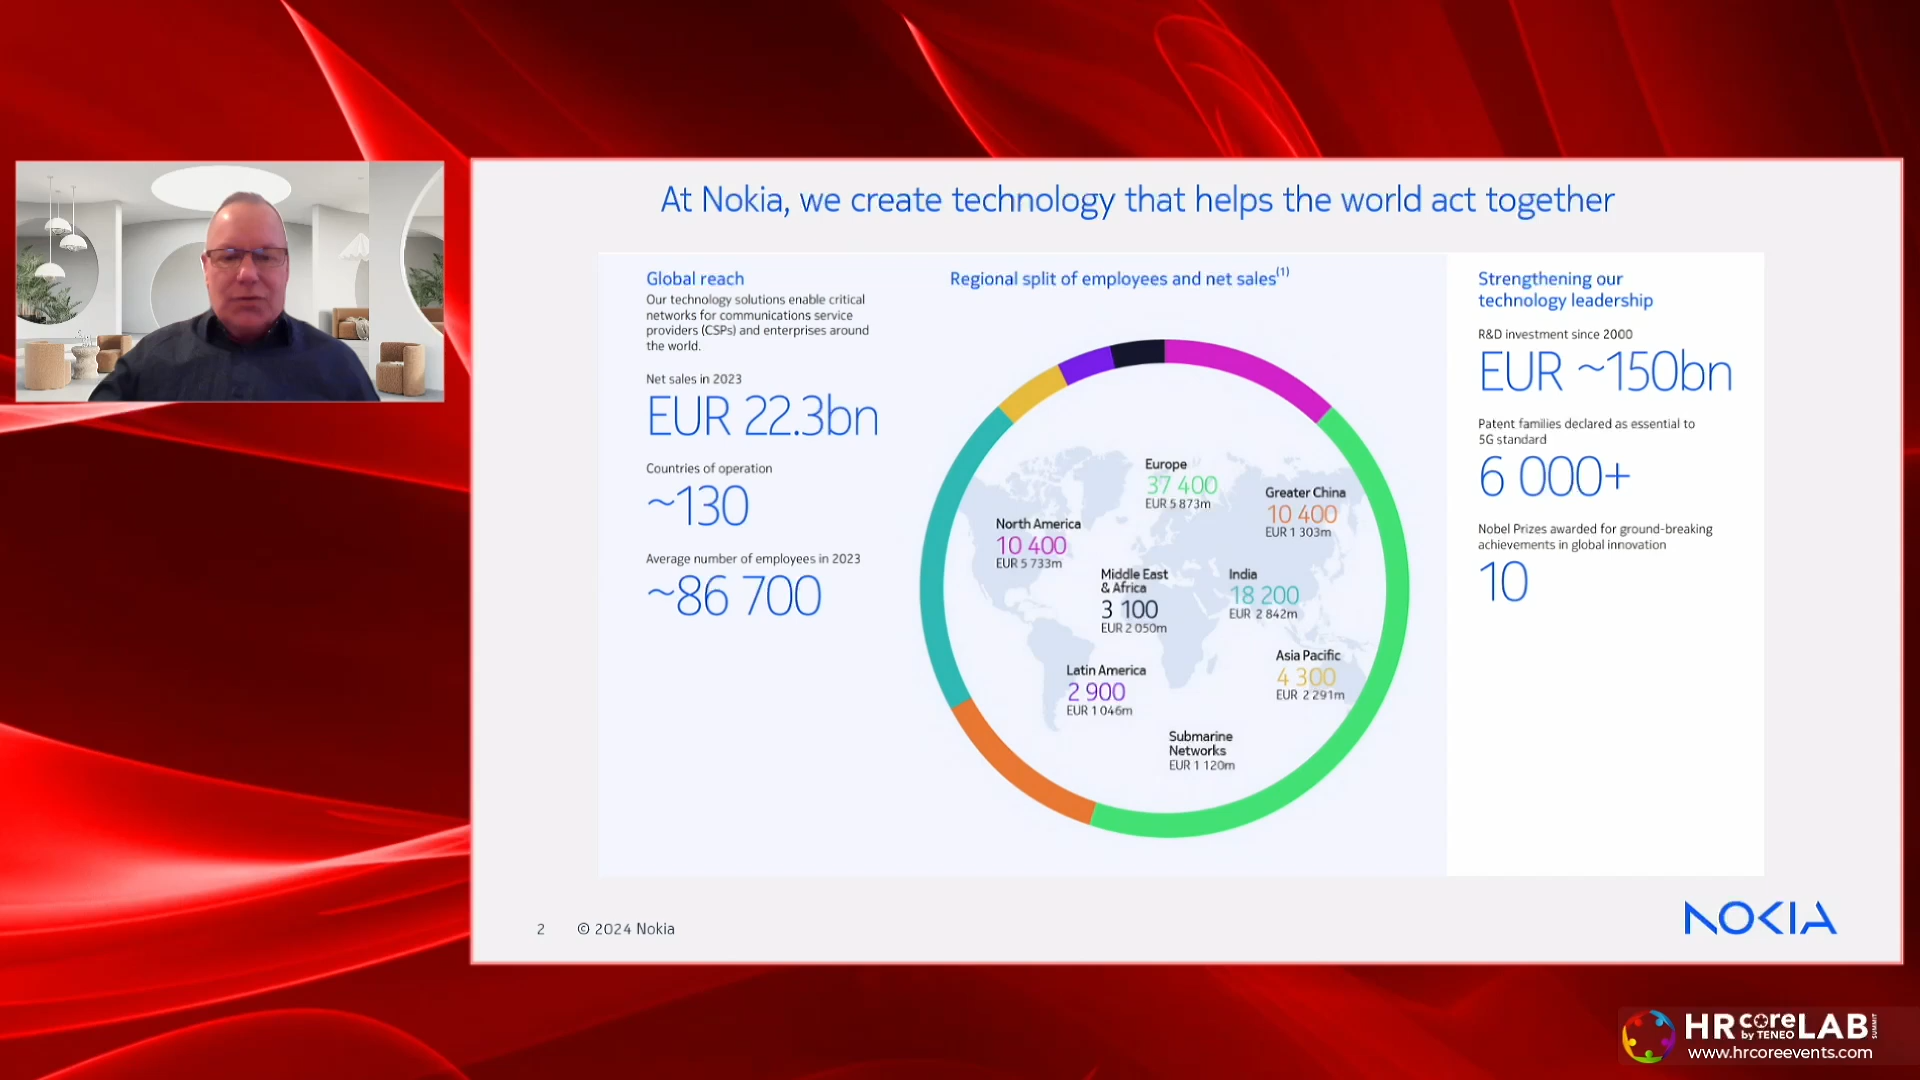 At Nokia, we create technology that helps the world act together
Global reach
Our technology solutions enable critical
networks for communications service
providers (CSPs) and enterprises around
the world.
Net sales in 2023
EUR 22.3bn
Countries of operation
~130
Average number of employees in 2023
~86 700
Regional split of employees and net sales(1)
Europe
37 400
EUR 5 873m
Greater China
10 400
EUR 1 303m
North America
10 400
EUR 5 733m
Middle East
& Africa
3 100
EUR 2 050m
India
18 200
EUR 2 842m
Asia Pacific
4 300
EUR 2 291m
Latin America
2 900
EUR 1 046m
Submarine
Networks
EUR 1 120m
Strengthening our
technology leadership
R&D investment since 2000
EUR ~150bn
Patent families declared as essential to
5G standard
6 000+
Nobel Prizes awarded for ground-breaking
achievements in global innovation
10
2 © 2024 Nokia
NOKIA
HR core LAB SUMMIT
by TENEO
www.hrcoreevents.com